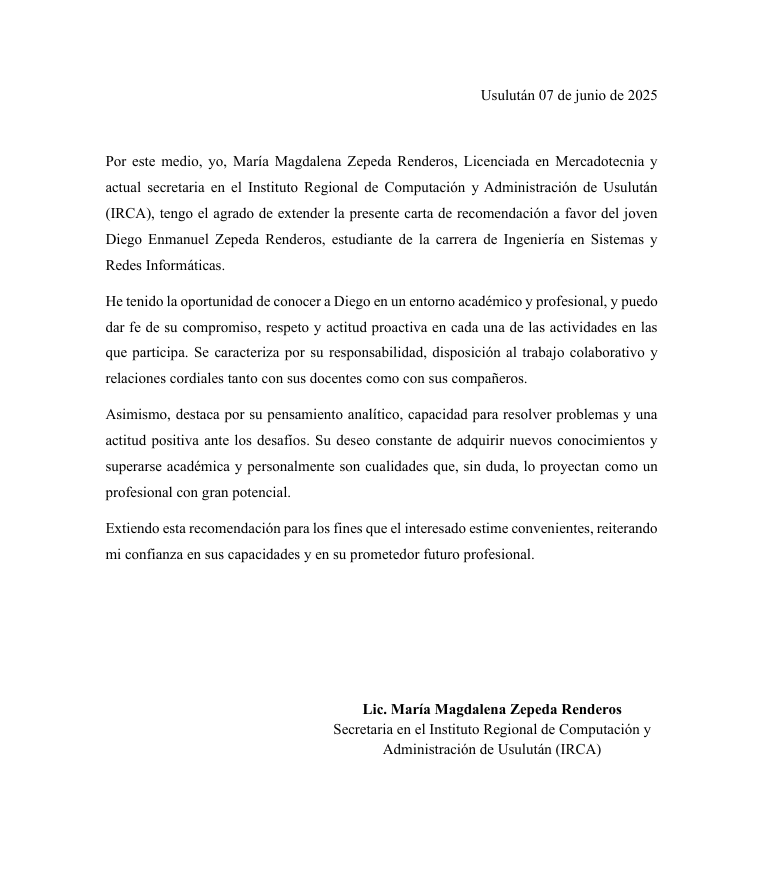 Usulután 07 de junio de 2025
Por este medio, yo, María Magdalena Zepeda Renderos, Licenciada en Mercadotecnia y
actual secretaria en el Instituto Regional de Computación y Administración de Usulután
(IRCA), tengo el agrado de extender la presente carta de recomendación a favor del joven
Diego Enmanuel Zepeda Renderos, estudiante de la carrera de Ingeniería en Sistemas y
Redes Informáticas.
He tenido la oportunidad de conocer a Diego en un entorno académico y profesional, y puedo
dar fe de su compromiso, respeto y actitud proactiva en cada una de las actividades en las
que participa. Se caracteriza por su responsabilidad, disposición al trabajo colaborativo y
relaciones cordiales tanto con sus docentes como con sus compañeros.
Asimismo, destaca por su pensamiento analítico, capacidad para resolver problemas y una
actitud positiva ante los desafíos. Su deseo constante de adquirir nuevos conocimientos y
superarse académica y personalmente son cualidades que, sin duda, lo proyectan como un
profesional con gran potencial.
Extiendo esta recomendación para los fines que el interesado estime convenientes, reiterando
mi confianza en sus capacidades y en su prometedor futuro profesional.
Lic. María Magdalena Zepeda Renderos
Secretaria en el Instituto Regional de Computación y
Administración de Usulután (IRCA)